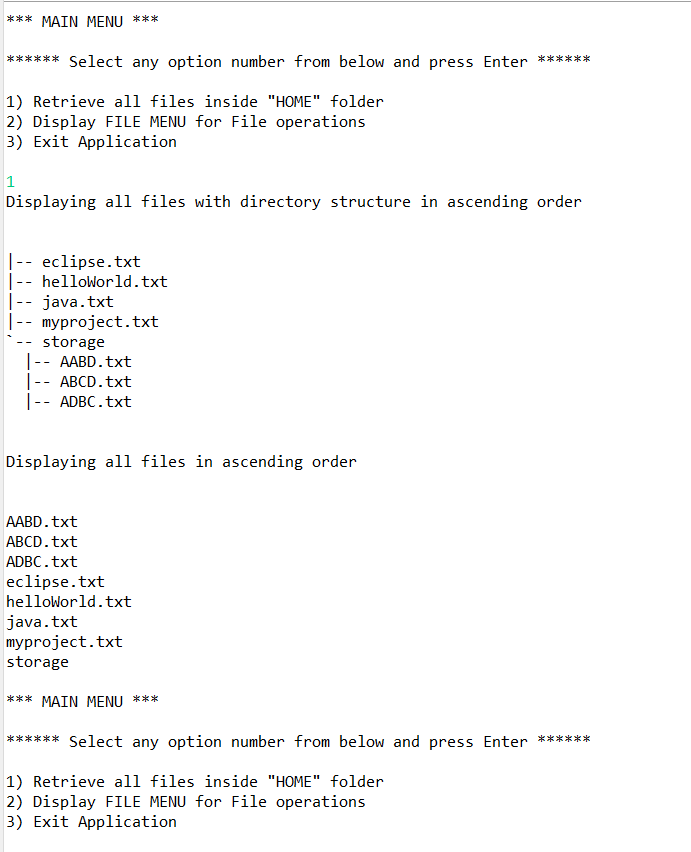 *** MAIN MENU ***
****** Select any option number from below and press Enter ******
1) Retrieve all files inside "HOME" folder
2) Display FILE MENU for File operations
3) Exit Application
1
Displaying all files with directory structure in ascending order
|-- eclipse.txt
|-- helloWorld.txt
|-- java.txt
|-- myproject.txt
`-- storage
  |-- AABD.txt
  |-- ABCD.txt
  |-- ADBC.txt
Displaying all files in ascending order
AABD.txt
ABCD.txt
ADBC.txt
eclipse.txt
helloWorld.txt
java.txt
myproject.txt
storage
*** MAIN MENU ***
****** Select any option number from below and press Enter ******
1) Retrieve all files inside "HOME" folder
2) Display FILE MENU for File operations
3) Exit Application